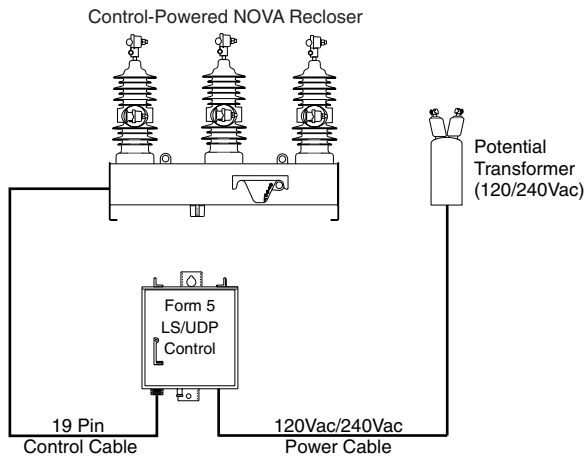 Control-Powered NOVA Recloser
Potential
Transformer
(120/240Vac)
Form 5
LS/UDP
Control
19 Pin
Control Cable
120Vac/240Vac
Power Cable